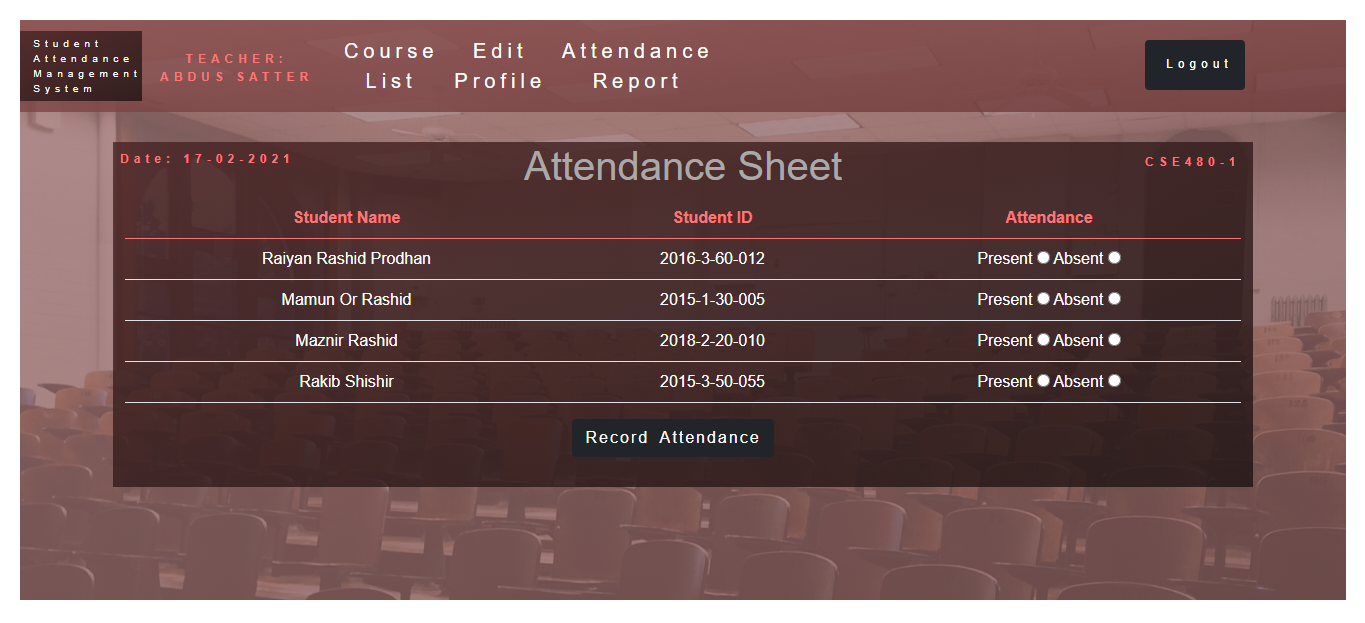 Student
Attendance
Management
System
TEACHER:
ABDUS SATTER
Course
List
Edit
Profile
Attendance
Report
Logout
Date: 17-02-2021
Attendance Sheet
CSE480-1
Student Name Student ID Attendance
Raiyan Rashid Prodhan 2016-3-60-012 Present Absent
Mamun Or Rashid 2015-1-30-005 Present Absent
Maznir Rashid 2018-2-20-010 Present Absent
Rakib Shishir 2015-3-50-055 Present Absent
Record Attendance